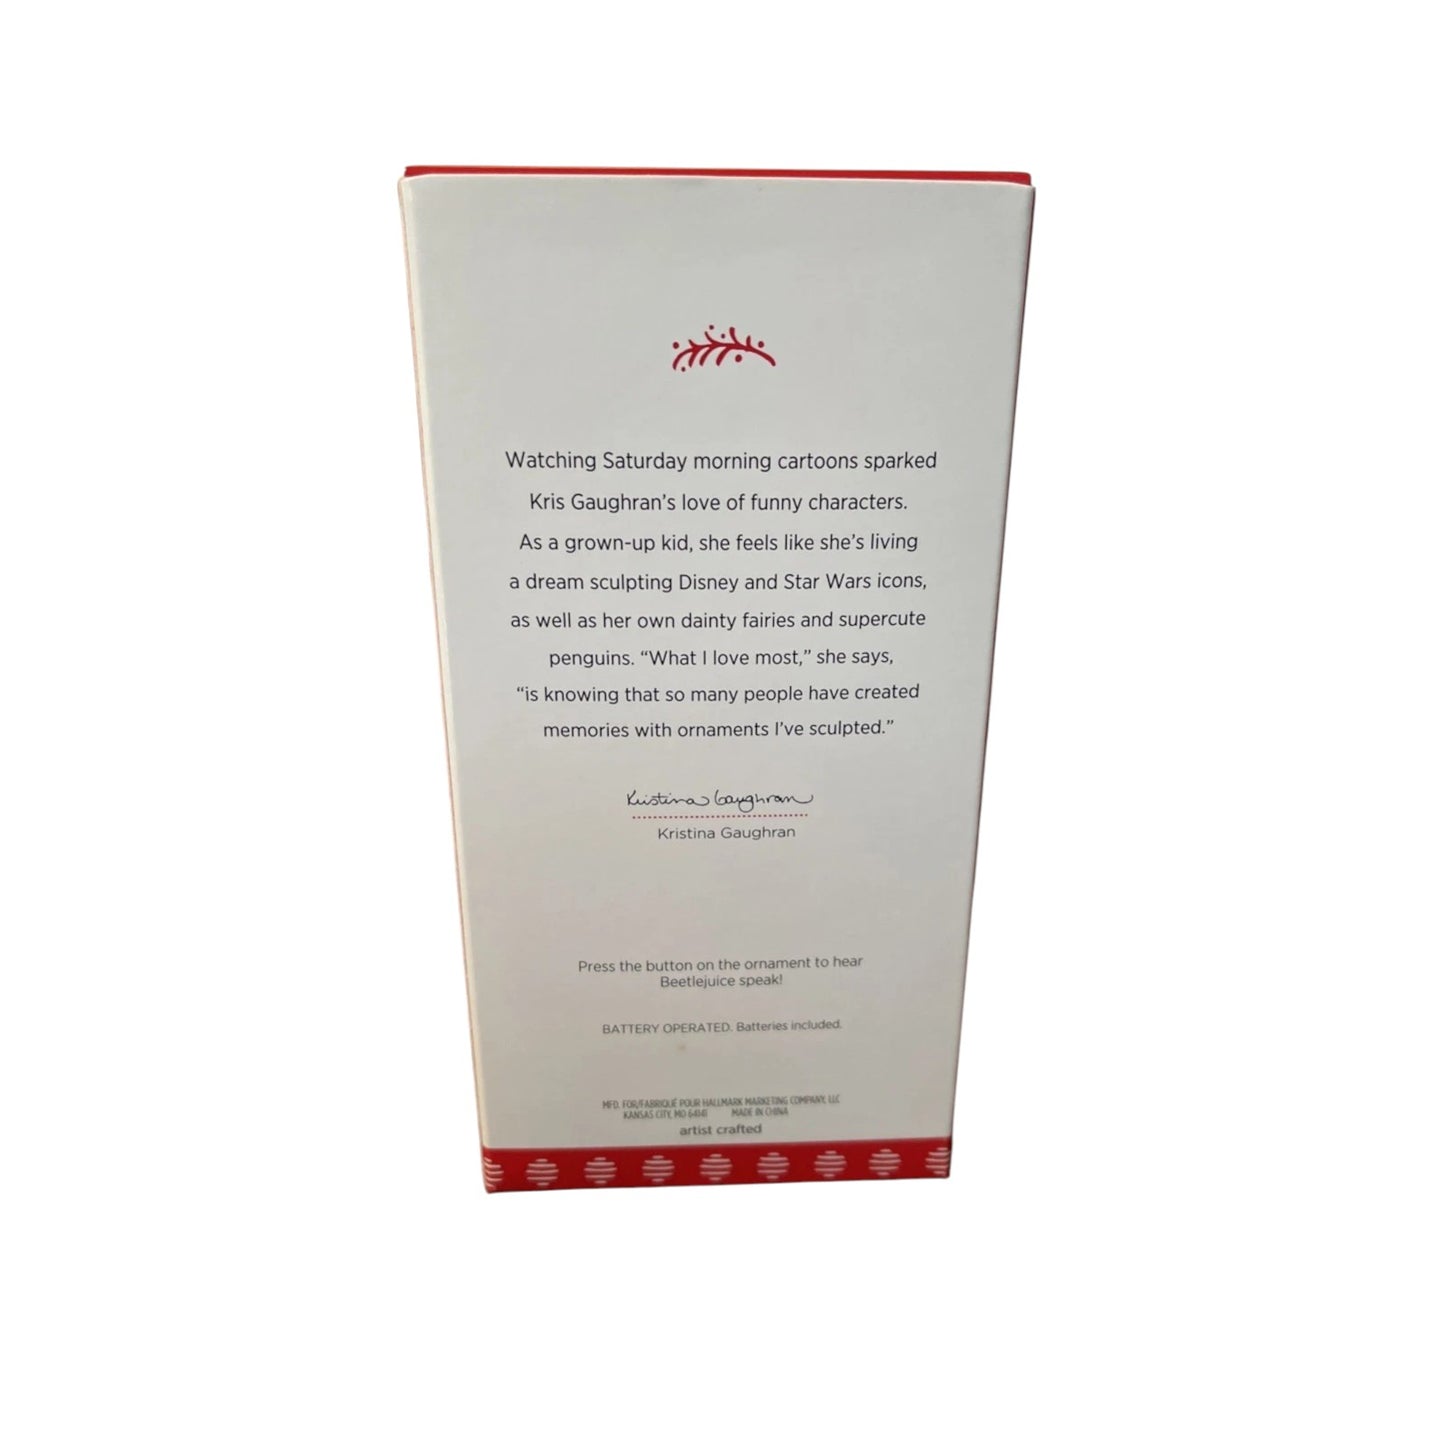 Watching Saturday morning cartoons sparked
Kris Gaughran's love of funny characters.
As a grown-up kid, she feels like she's living
a dream sculpting Disney and Star Wars icons,
as well as her own dainty fairies and supercute
penguins. “What I love most,” she says,
“is knowing that so many people have created
memories with ornaments I've sculpted.”
Kristina Gaughran
Kristina Gaughran
Press the button on the ornament to hear
Beetlejuice speak!
BATTERY OPERATED. Batteries included.
MFD. FOR/FABRIQUÉ POUR HALLMARK MARKETING COMPANY, LLC
KANSAS CITY, MO 64141 MADE IN CHINA
artist crafted